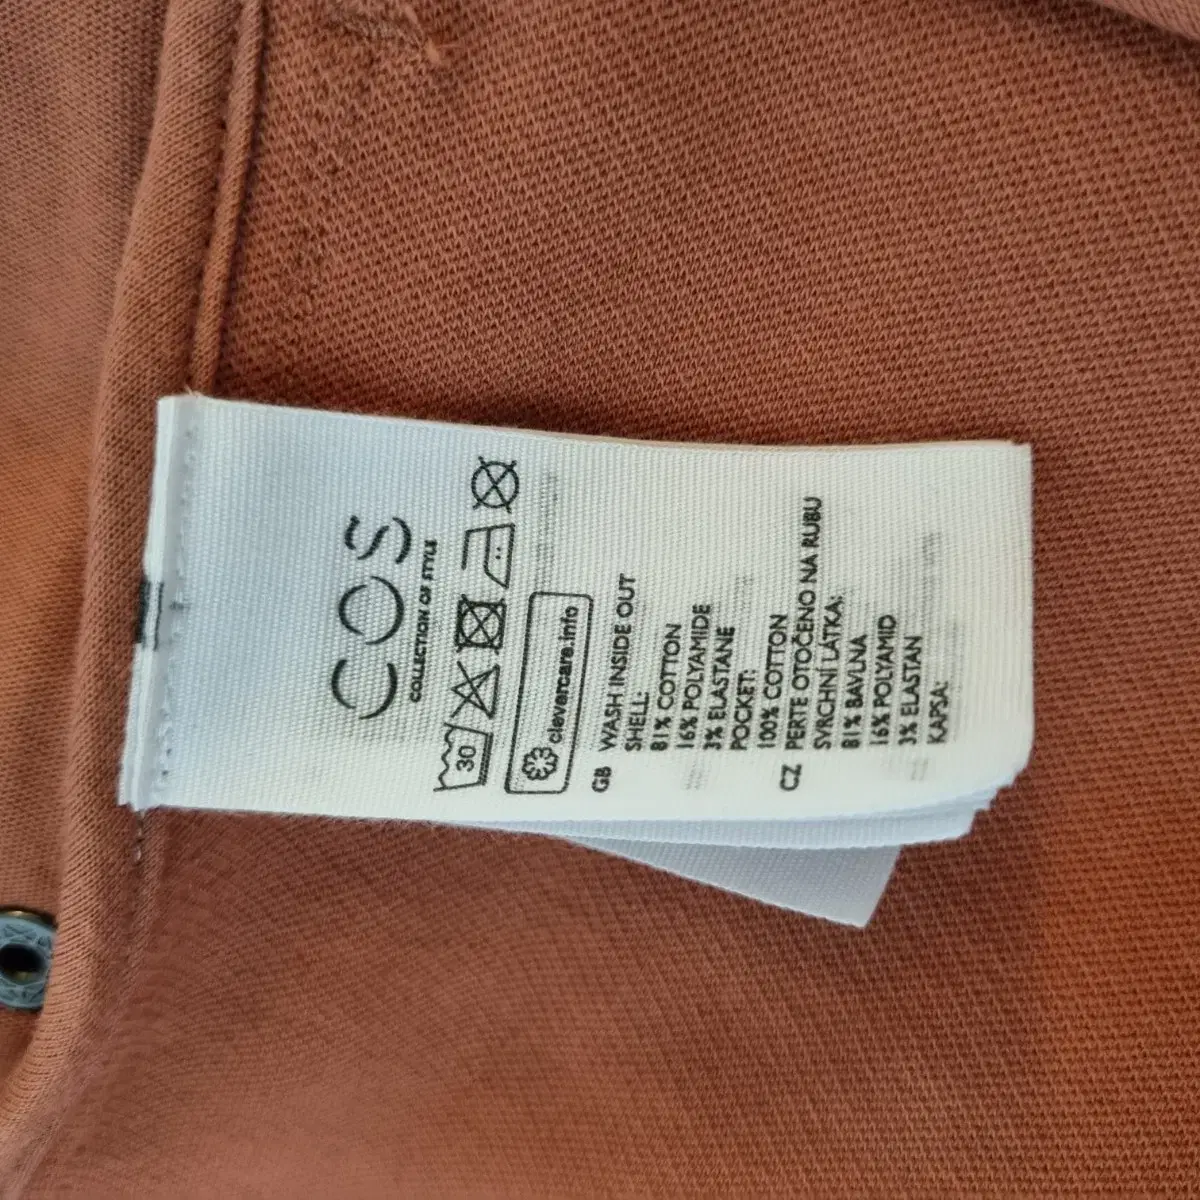 COS
COLLECTION OF STYLE
30
clevercare.info
GB WASH INSIDE OUT
SHELL:
81% COTTON
16% POLYAMIDE
3% ELASTANE
POCKET:
100% COTTON
CZ PERTE OTOČENO NA RUBU
SVRCHNÍ LÁTKA:
81% BAVLNA
16% POLYAMID
3% ELASTAN
KAPSA: